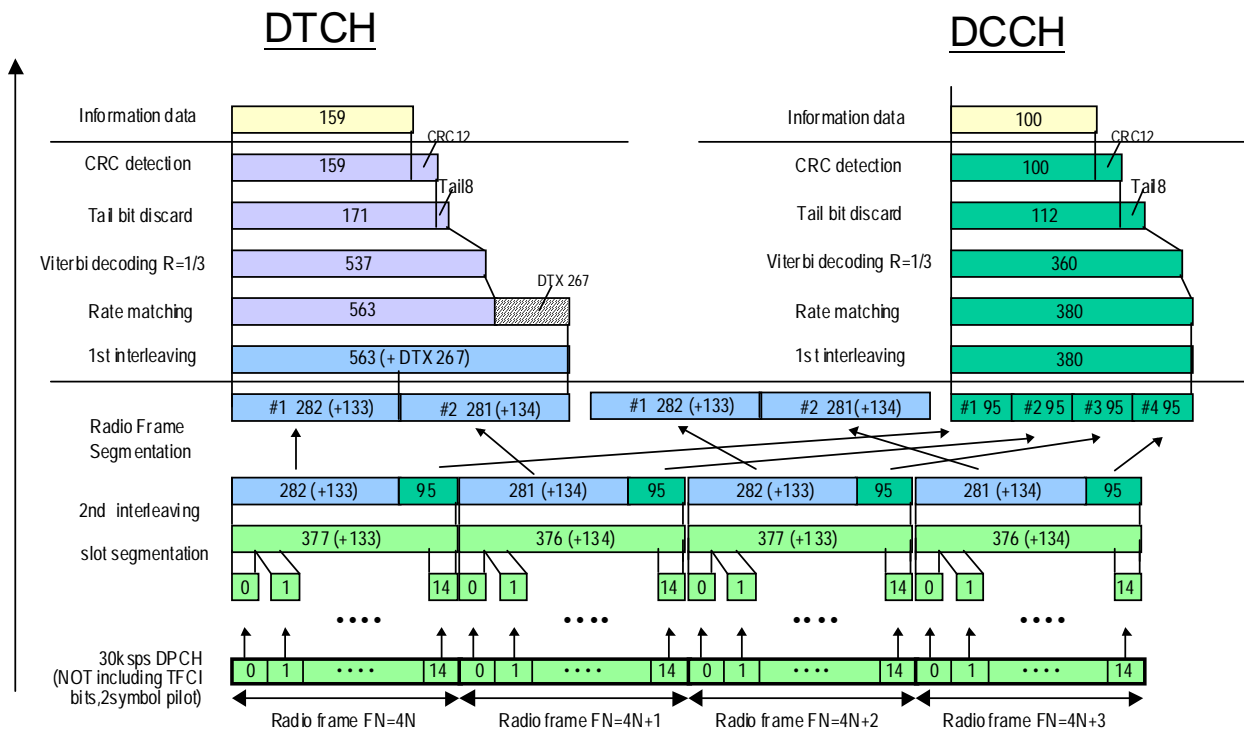 DTCH
DCCH
Information data
159
Information data
100
CRC12
CRC12
CRC detection
159
CRC detection
100
Tail8
Tail8
Tail bit discard
171
Tail bit discard
112
Viterbi decoding R=1/3
537
Viterbi decoding R=1/3
360
DTX 267
Rate matching
563
Rate matching
380
1st interleaving
563 (+ DTX 267)
1st interleaving
380
#1 282 (+133) #2 281 (+134) #1 282 (+133) #2 281(+134) #1 95 #2 95 #3 95 #4 95
Radio Frame
Segmentation
282 (+133) 95 281 (+134) 95 282 (+133) 95 281 (+134) 95
2nd interleaving
377 (+133) 376 (+134) 377 (+133) 376 (+134)
slot segmentation
0 1 14 0 1 14 0 1 14 0 1 14
•••• •••• •••• ••••
30ksps DPCH
(NOT including TFCI
bits,2symbol pilot)
0 1 •••• 14 0 1 •••• 14 0 1 •••• 14 0 1 •••• 14
Radio frame FN=4N Radio frame FN=4N+1 Radio frame FN=4N+2 Radio frame FN=4N+3